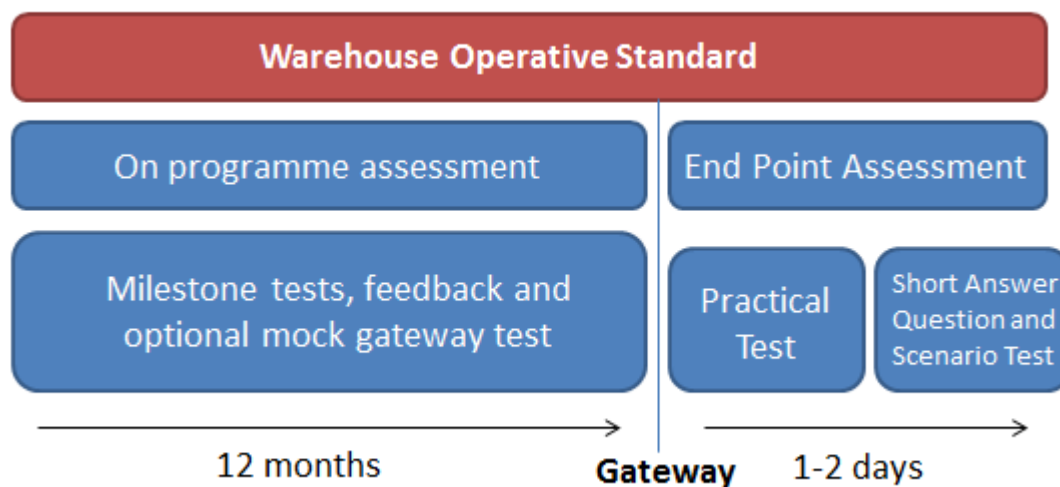 Warehouse Operative Standard
On programme assessment
End Point Assessment
Milestone tests, feedback and
optional mock gateway test
Practical
Test
Short Answer
Question and
Scenario Test
12 months
Gateway
1-2 days